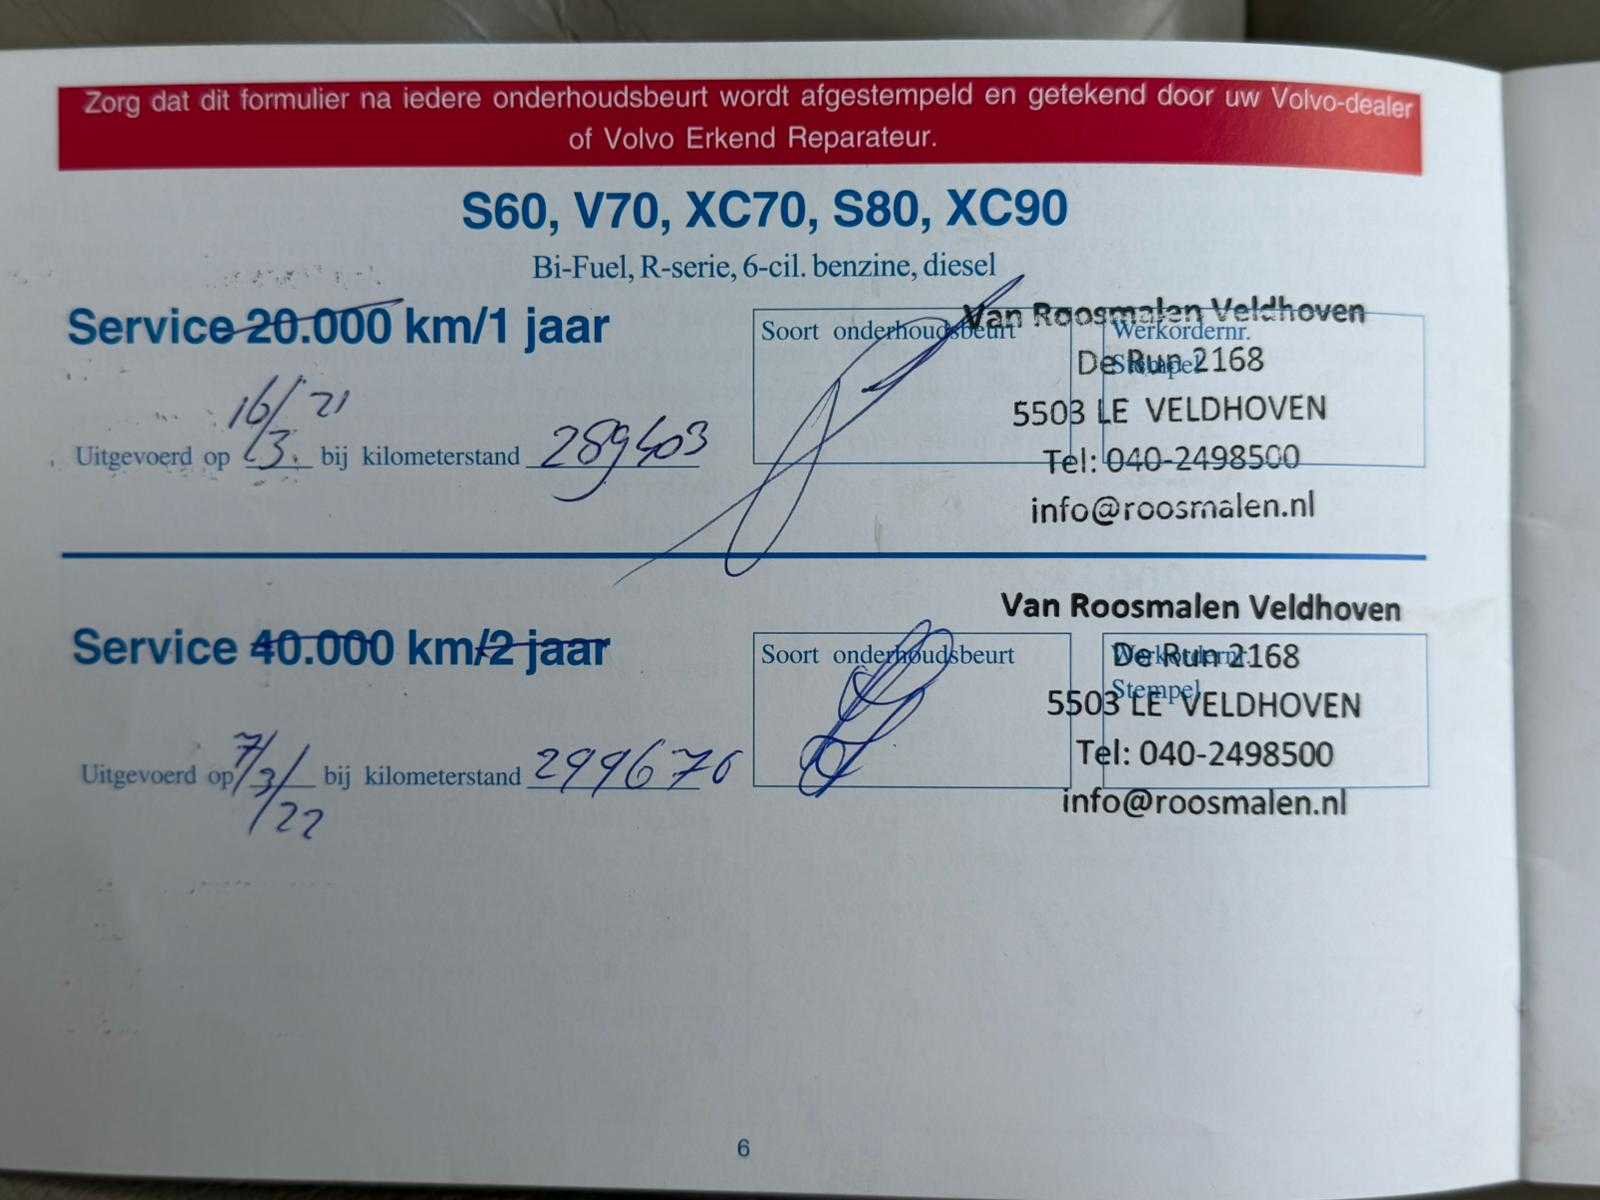 Zorg dat dit formulier na iedere onderhoudsbeurt wordt afgestempeld en getekend door uw Volvo-dealer
of Volvo Erkend Reparateur.
S60, V70, XC70, S80, XC90
Bi-Fuel, R-serie, 6-cil. benzine, diesel
Service 20.000 km/1 jaar
16/3. 21
Uitgevoerd op bij kilometerstand 289403
Soort onderhoudsbeurt
Werkordernr.
Stempel
Van Roosmalen Veldhoven
De Run 2168
5503 LE VELDHOVEN
Tel: 040-2498500
info@roosmalen.nl
Service 40.000 km/2 jaar
Uitgevoerd op 7/3/22 bij kilometerstand 299676
Soort onderhoudsbeurt
Werkordernr.
Stempel
Van Roosmalen Veldhoven
De Run 2168
5503 LE VELDHOVEN
Tel: 040-2498500
info@roosmalen.nl
6